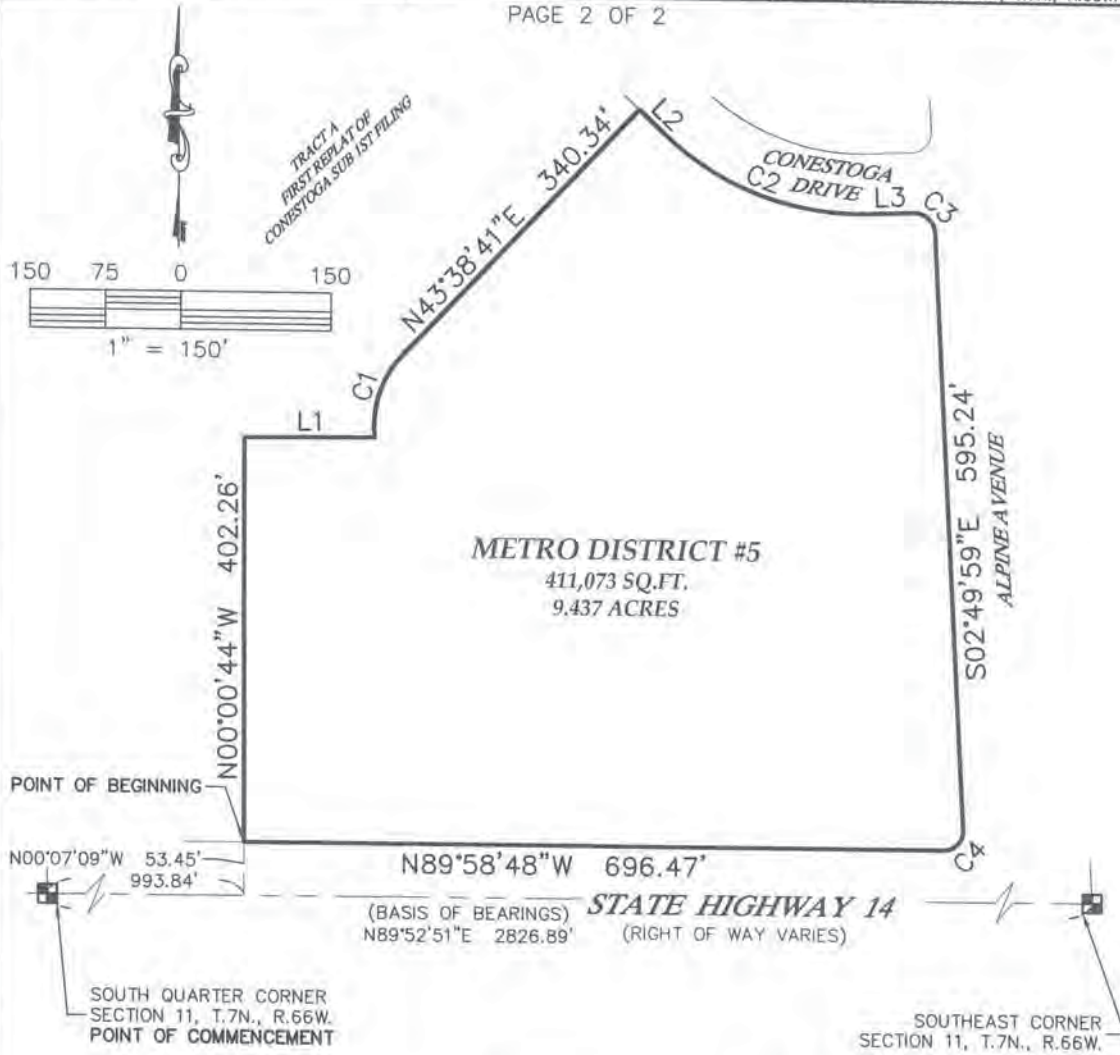 PAGE 2 OF 2
TRACT A
FIRST REPLAT OF
CONESTOGA SUB 1ST FILING
150 75 0 150
1" = 150'
L2
CONESTOGA
DRIVE
C2
L3
C3
N43°38'41"E 340.34'
C1
L1
N00°00'44"W 402.26'
METRO DISTRICT #5
411,073 SQ.FT.
9.437 ACRES
S02°49'59"E 595.24'
ALPINE AVENUE
POINT OF BEGINNING
C4
N89°58'48"W 696.47'
N00°07'09"W 53.45'
993.84'
STATE HIGHWAY 14
(BASIS OF BEARINGS)
N89°52'51"E 2826.89'
(RIGHT OF WAY VARIES)
SOUTH QUARTER CORNER
SECTION 11, T.7N., R.66W.
POINT OF COMMENCEMENT
SOUTHEAST CORNER
SECTION 11, T.7N., R.66W.